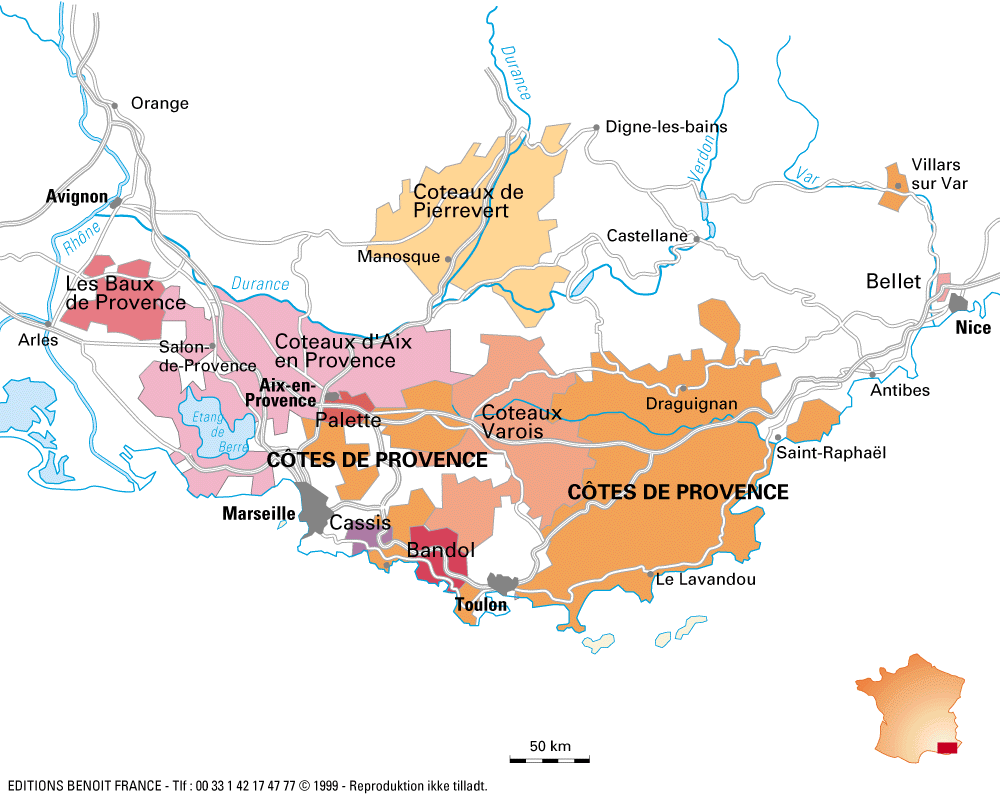 Orange
Durance
Digne-les-bains
Verdon
Var
Villars
sur Var
Avignon
Rhône
Coteaux de
Pierrevert
Castellane
Manosque
Les Baux
de Provence
Durance
Bellet
Nice
Arles
Salon-
de-Provence
Coteaux d'Aix
en Provence
Aix-en-
Provence
Palette
Antibes
Draguignan
Coteaux
Varois
Etang
de
Berre
CÔTES DE PROVENCE
Saint-Raphaël
CÔTES DE PROVENCE
Marseille
Cassis
Bandol
Le Lavandou
Toulon
50 km
EDITIONS BENOIT FRANCE - Tlf : 00 33 1 42 17 47 77 © 1999 - Reproduktion ikke tilladt.